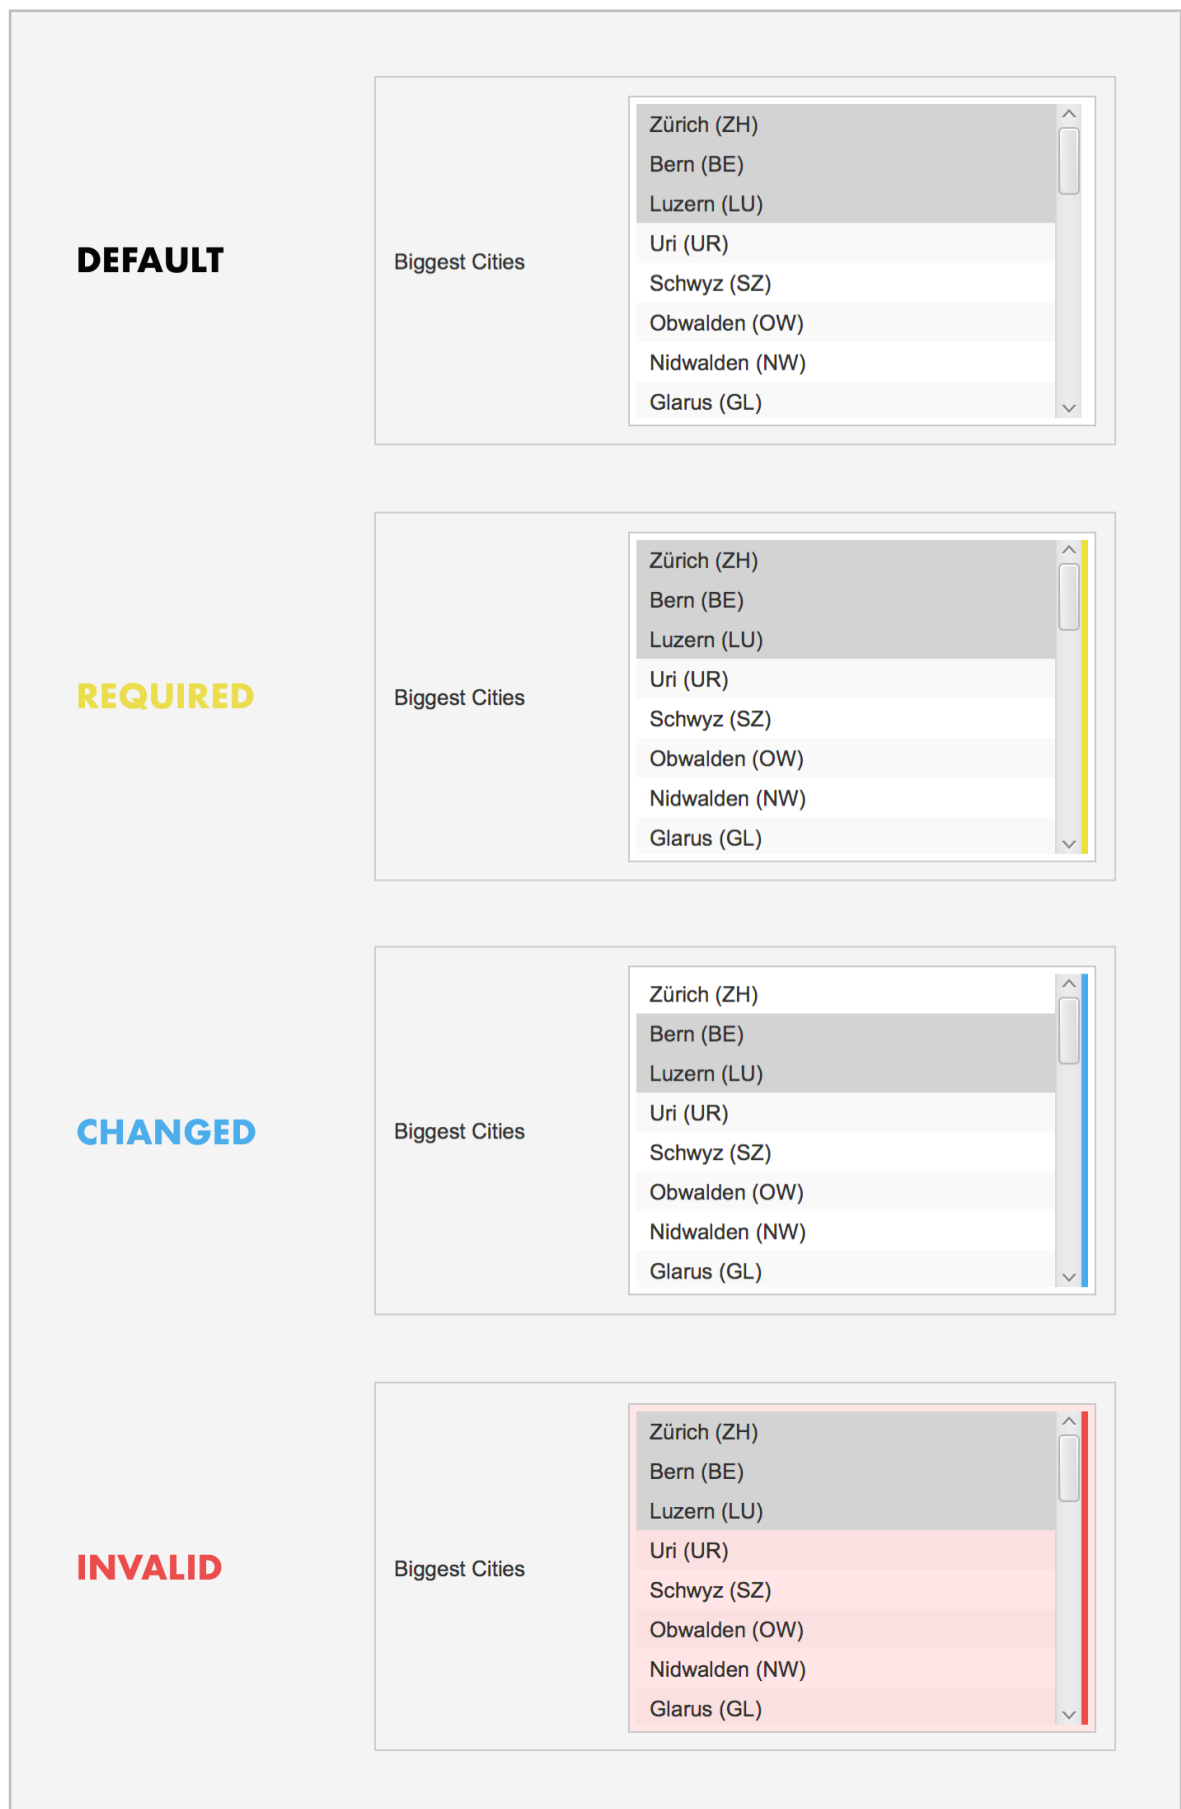 DEFAULT
Biggest Cities
Zürich (ZH)
Bern (BE)
Luzern (LU)
Uri (UR)
Schwyz (SZ)
Obwalden (OW)
Nidwalden (NW)
Glarus (GL)
REQUIRED
Biggest Cities
Zürich (ZH)
Bern (BE)
Luzern (LU)
Uri (UR)
Schwyz (SZ)
Obwalden (OW)
Nidwalden (NW)
Glarus (GL)
CHANGED
Biggest Cities
Zürich (ZH)
Bern (BE)
Luzern (LU)
Uri (UR)
Schwyz (SZ)
Obwalden (OW)
Nidwalden (NW)
Glarus (GL)
INVALID
Biggest Cities
Zürich (ZH)
Bern (BE)
Luzern (LU)
Uri (UR)
Schwyz (SZ)
Obwalden (OW)
Nidwalden (NW)
Glarus (GL)